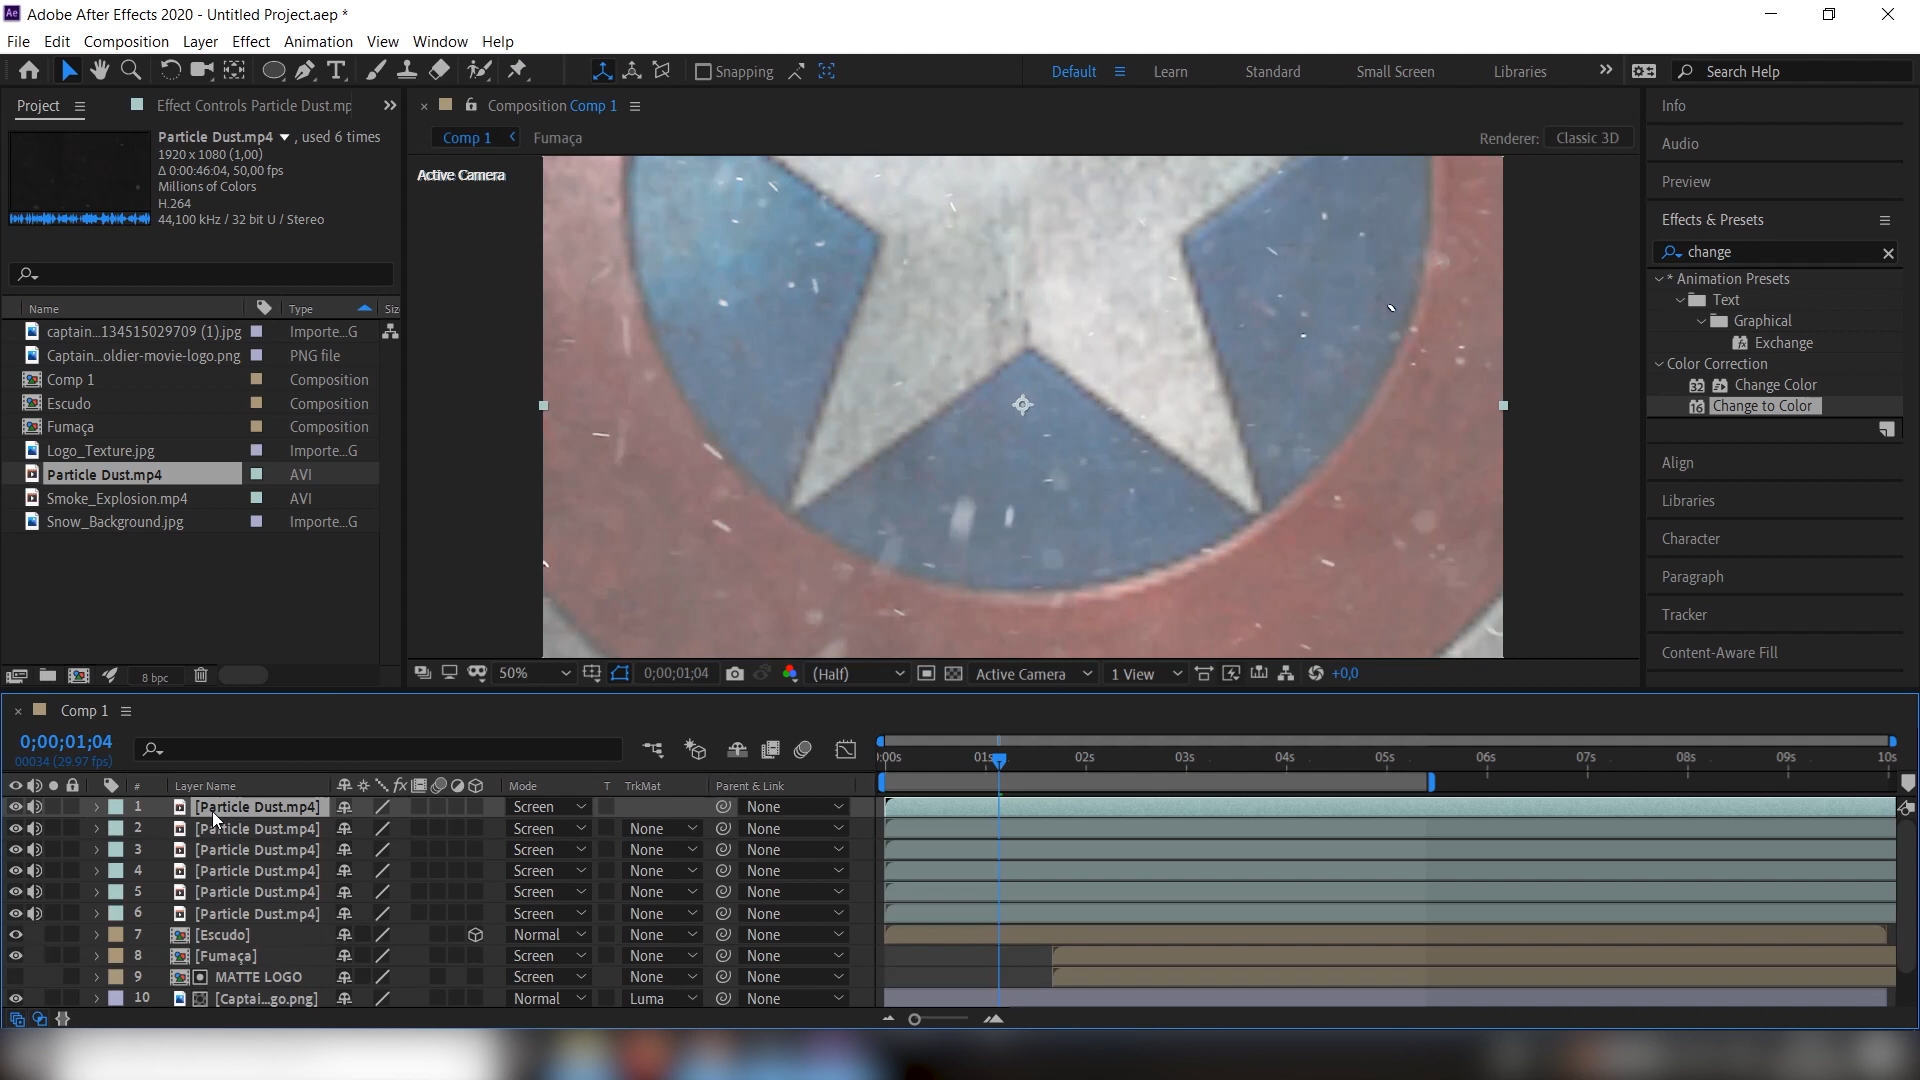 Adobe After Effects 2020 - Untitled Project.aep *
File Edit Composition Layer Effect Animation View Window Help
Snapping
Default Learn Standard Small Screen Libraries Search Help
Project Effect Controls Particle Dust.mp
Composition Comp 1
Comp 1 Fumaça
Renderer: Classic 3D
Particle Dust.mp4 , used 6 times
1920 x 1080 (1,00)
Δ 0:00:46:04, 50,00 fps
Millions of Colors
H.264
44,100 kHz / 32 bit U / Stereo
Name Type Siz
captain...134515029709 (1).jpg Importe...G
Captain...oldier-movie-logo.png PNG file
Comp 1 Composition
Escudo Composition
Fumaça Composition
Logo_Texture.jpg Importe...G
Particle Dust.mp4 AVI
Smoke_Explosion.mp4 AVI
Snow_Background.jpg Importe...G
8 bpc
Active Camera
50% 0;00;01;04 (Half) Active Camera 1 View +0,0
Info
Audio
Preview
Effects & Presets
change
* Animation Presets
Text
Graphical
Exchange
Color Correction
32 Change Color
16 Change to Color
Align
Libraries
Character
Paragraph
Tracker
Content-Aware Fill
Comp 1
0;00;01;04
00034 (29.97 fps)
):00s 01s 02s 03s 04s 05s 06s 07s 08s 09s 10s
# Layer Name Mode T TrkMat Parent & Link
1 [Particle Dust.mp4] Screen None
2 [Particle Dust.mp4] Screen None None
3 [Particle Dust.mp4] Screen None None
4 [Particle Dust.mp4] Screen None None
5 [Particle Dust.mp4] Screen None None
6 [Particle Dust.mp4] Screen None None
7 [Escudo] Normal None None
8 [Fumaça] Screen None None
9 MATTE LOGO Screen None None
10 [Captai...go.png] Normal Luma None